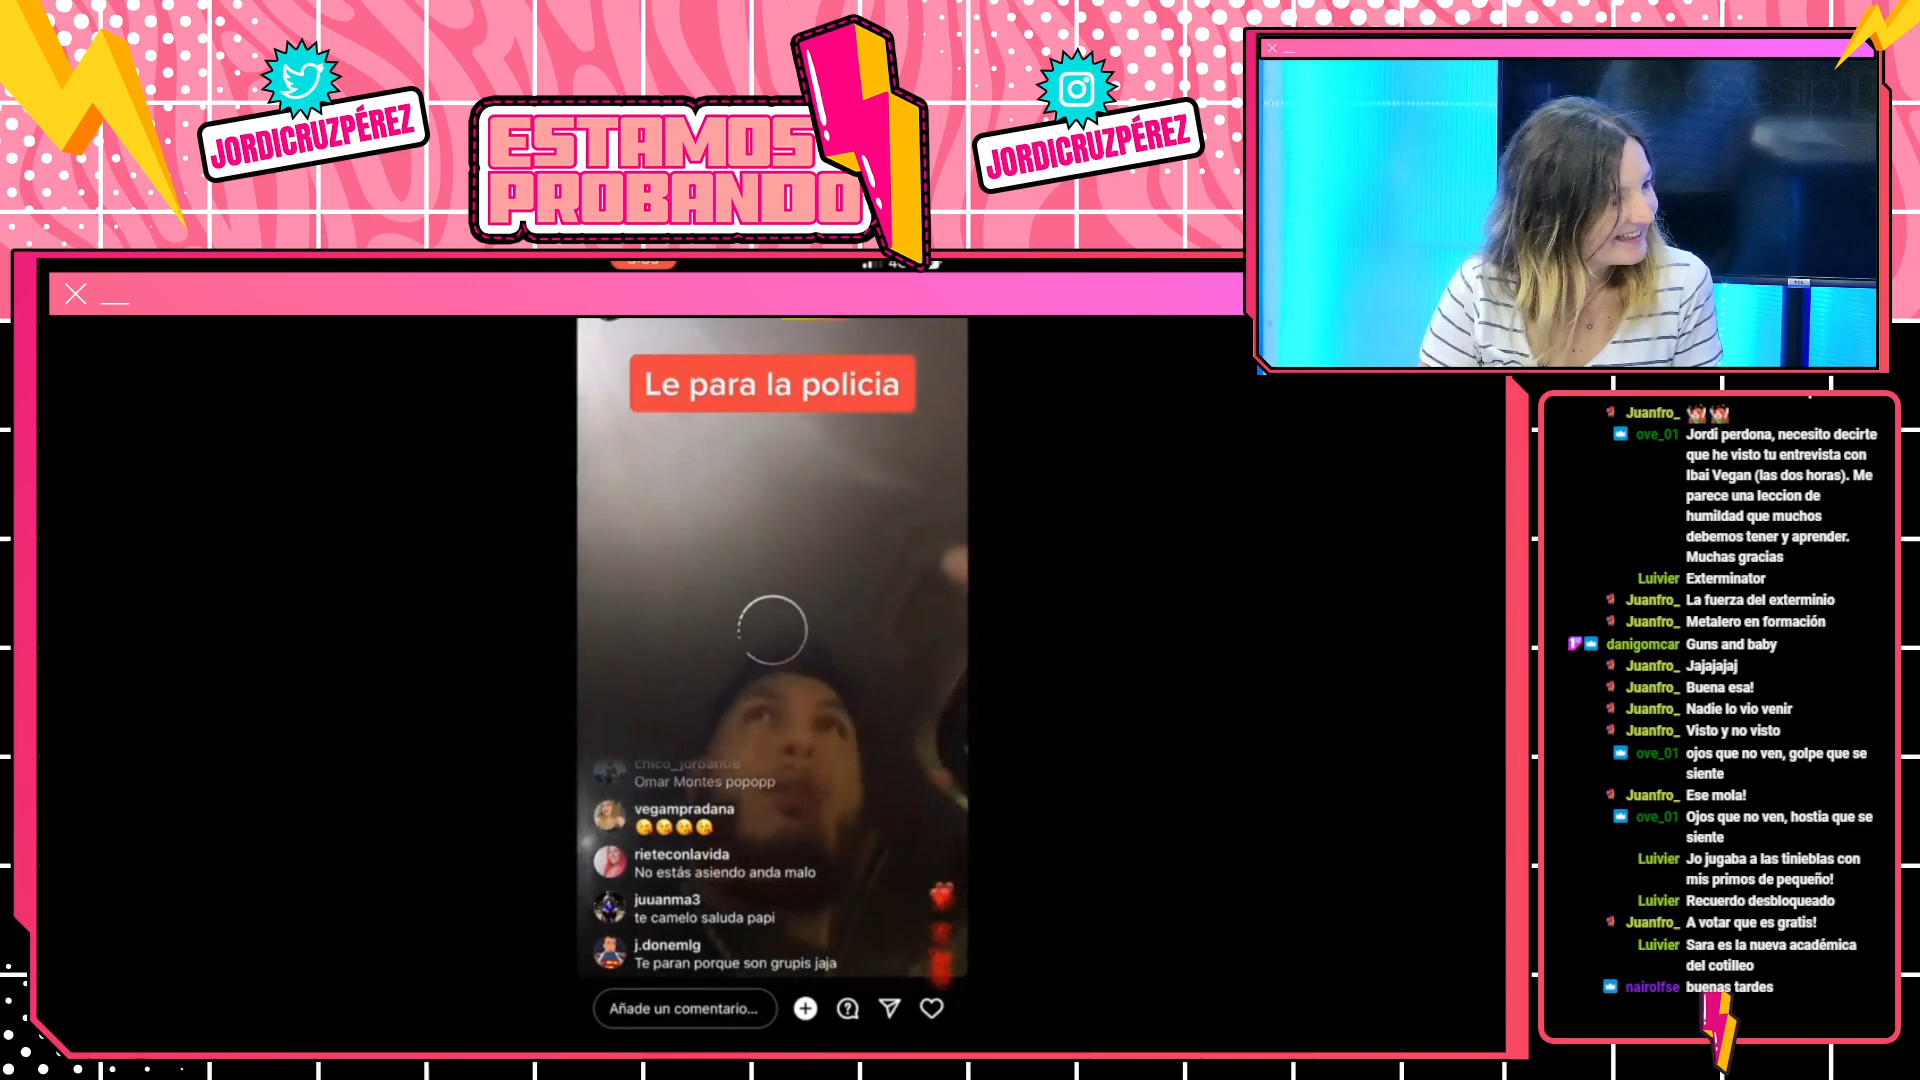 JORDICRUZPÉREZ
ESTAMOS
PROBANDO
JORDICRUZPÉREZ
Le para la policia
Omar Montes popopp
vegampradana
rieteconlavida
No estás asiendo anda malo
juuanma3
te camelo saluda papi
j.donemlg
Te paran porque son grupis jaja
Añade un comentario...
Juanfro_
ove_01 Jordi perdona, necesito decirte
que he visto tu entrevista con
Ibai Vegan (las dos horas). Me
parece una leccion de
humildad que muchos
debemos tener y aprender.
Muchas gracias
Luivier Exterminator
Juanfro_ La fuerza del exterminio
Juanfro_ Metalero en formación
danigomcar Guns and baby
Juanfro_ Jajajajaj
Juanfro_ Buena esa!
Juanfro_ Nadie lo vio venir
Juanfro_ Visto y no visto
ove_01 ojos que no ven, golpe que se
siente
Juanfro_ Ese mola!
ove_01 Ojos que no ven, hostia que se
siente
Luivier Jo jugaba a las tinieblas con
mis primos de pequeño!
Luivier Recuerdo desbloqueado
Juanfro_ A votar que es gratis!
Luivier Sara es la nueva académica
del cotilleo
nairolfse buenas tardes